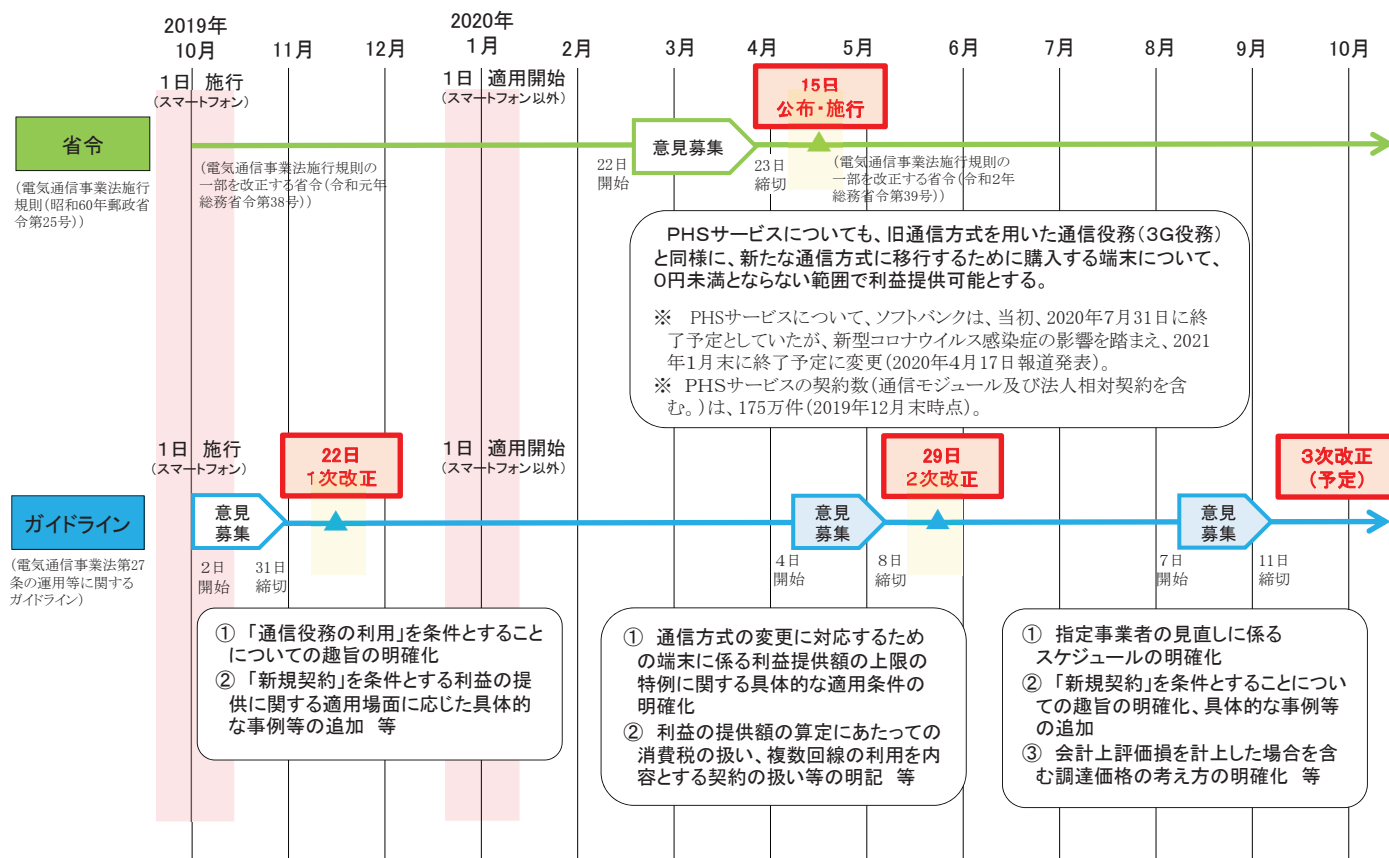 2019年
10月
11月
12月
2020年
1月
2月
3月
4月
5月
6月
7月
8月
9月
10月
1日 施行
(スマートフォン)
1日 適用開始
(スマートフォン以外)
15日
公布・施行
省令
意見募集
22日
開始
23日
締切
(電気通信事業法施行
規則(昭和60年郵政省
令第25号))
(電気通信事業法施行規則の
一部を改正する省令(令和元年
総務省令第38号))
(電気通信事業法施行規則の
一部を改正する省令(令和2年
総務省令第39号))
PHSサービスについても、旧通信方式を用いた通信役務(3G役務)
と同様に、新たな通信方式に移行するために購入する端末について、
0円未満とならない範囲で利益提供可能とする。
※ PHSサービスについて、ソフトバンクは、当初、2020年7月31日に終
了予定としていたが、新型コロナウイルス感染症の影響を踏まえ、2021
年1月末に終了予定に変更(2020年4月17日報道発表)。
※ PHSサービスの契約数(通信モジュール及び法人相対契約を含
む。)は、175万件(2019年12月末時点)。
1日 施行
(スマートフォン)
22日
1次改正
1日 適用開始
(スマートフォン以外)
29日
2次改正
3次改正
(予定)
ガイドライン
意見
募集
意見
募集
意見
募集
(電気通信事業法第27
条の運用等に関する
ガイドライン)
2日
開始
31日
締切
4日
開始
8日
締切
7日
開始
11日
締切
① 「通信役務の利用」を条件とすること
についての趣旨の明確化
② 「新規契約」を条件とする利益の提
供に関する適用場面に応じた具体的
な事例等の追加 等
① 通信方式の変更に対応するため
の端末に係る利益提供額の上限の
特例に関する具体的な適用条件の
明確化
② 利益の提供額の算定にあたっての
消費税の扱い、複数回線の利用を内
容とする契約の扱い等の明記 等
① 指定事業者の見直しに係る
スケジュールの明確化
② 「新規契約」を条件とすることについ
ての趣旨の明確化、具体的な事例等
の追加
③ 会計上評価損を計上した場合を含
む調達価格の考え方の明確化 等